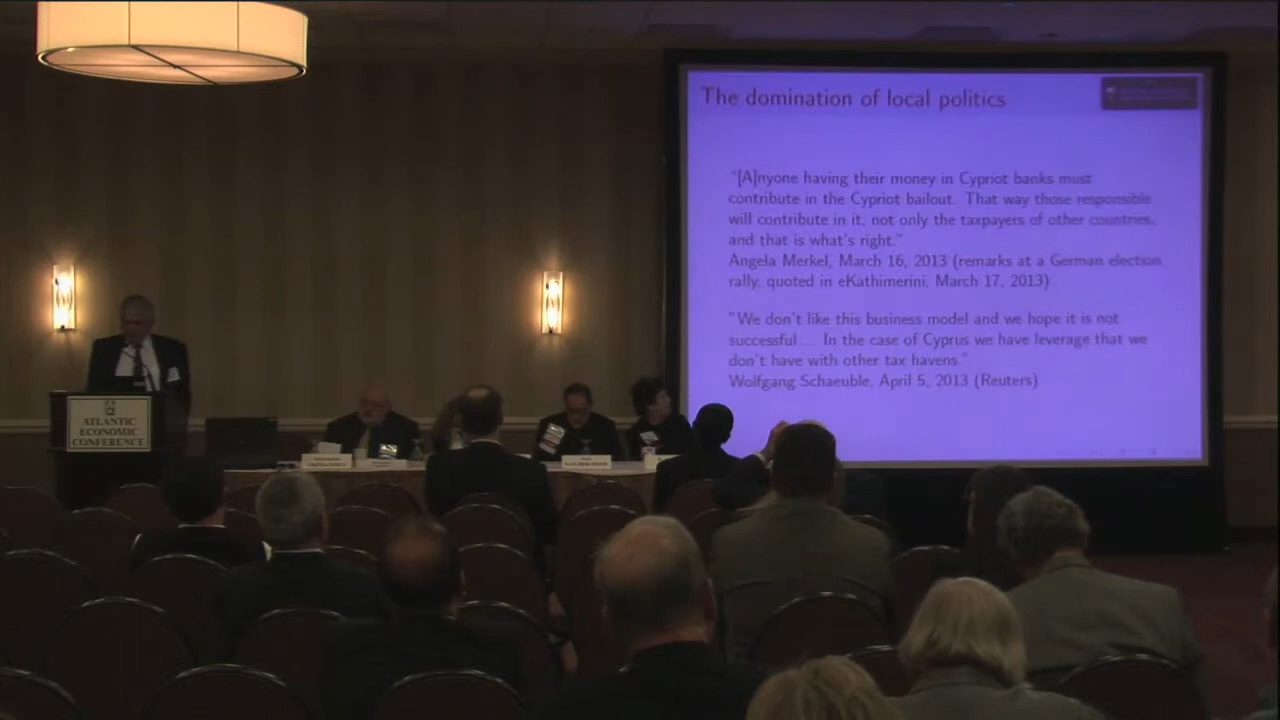 The domination of local politics
"[A]nyone having their money in Cypriot banks must
contribute in the Cypriot bailout. That way those responsible
will contribute in it, not only the taxpayers of other countries,
and that is what's right."
Angela Merkel, March 16, 2013 (remarks at a German election
rally, quoted in eKathimerini, March 17, 2013)
"We don't like this business model and we hope it is not
successful ... In the case of Cyprus we have leverage that we
don't have with other tax havens."
Wolfgang Schaeuble, April 5, 2013 (Reuters)
ATLANTIC
ECONOMIC
CONFERENCE